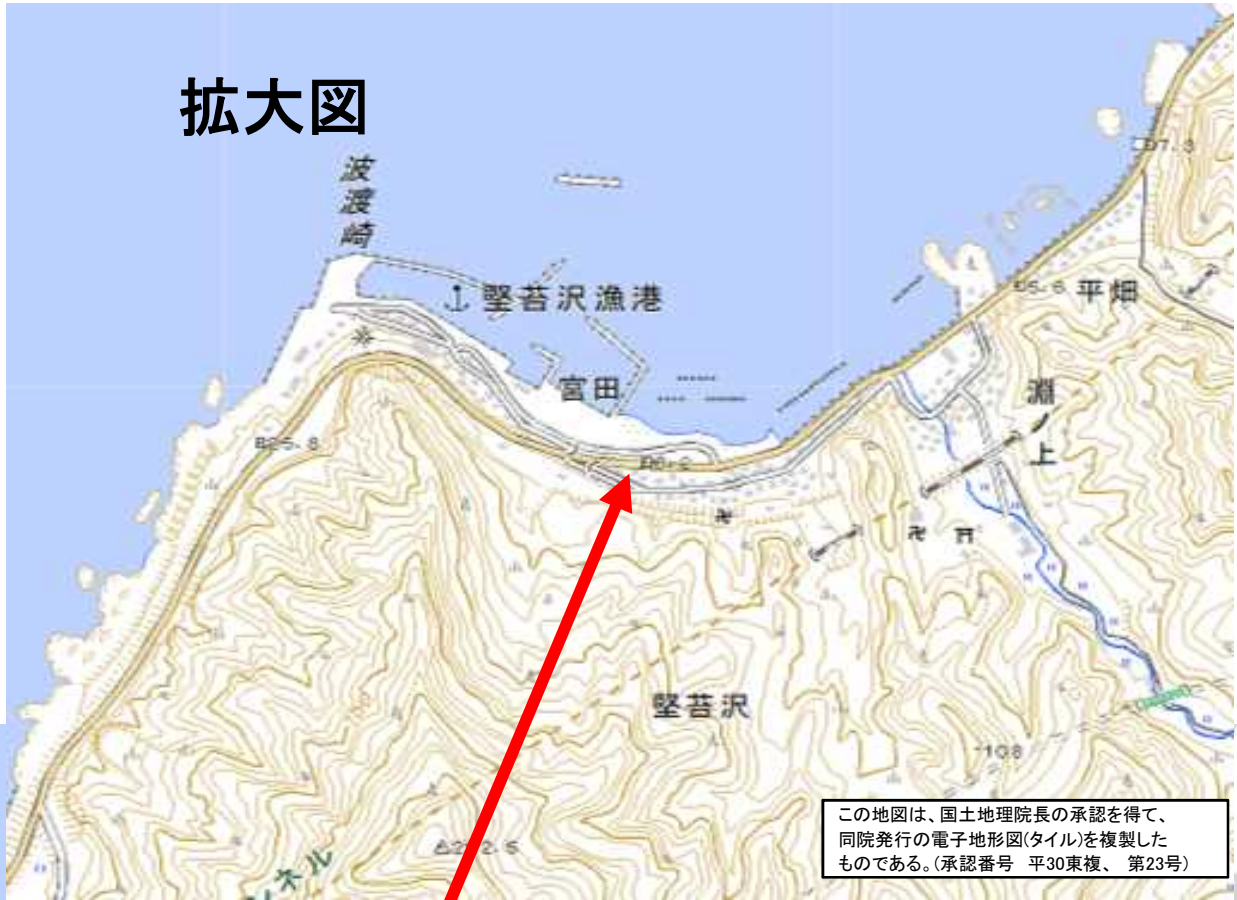 拡大図
波渡崎
堅苔沢漁港
宮田
平畑
淵ノ上
堅苔沢
108
この地図は、国土地理院長の承認を得て、
同院発行の電子地形図(タイル)を複製した
ものである。(承認番号 平30東複、 第23号)